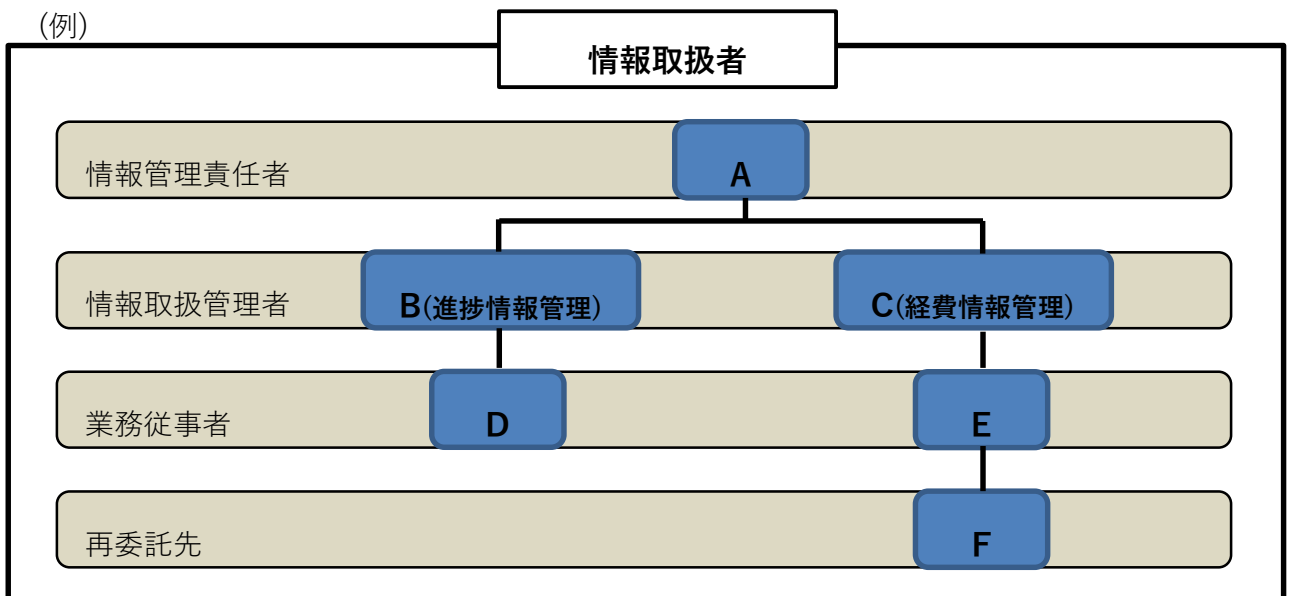 (例)
情報取扱者
情報管理責任者
A
情報取扱管理者
B(進捗情報管理)
C(経費情報管理)
業務従事者
D
E
再委託先
F